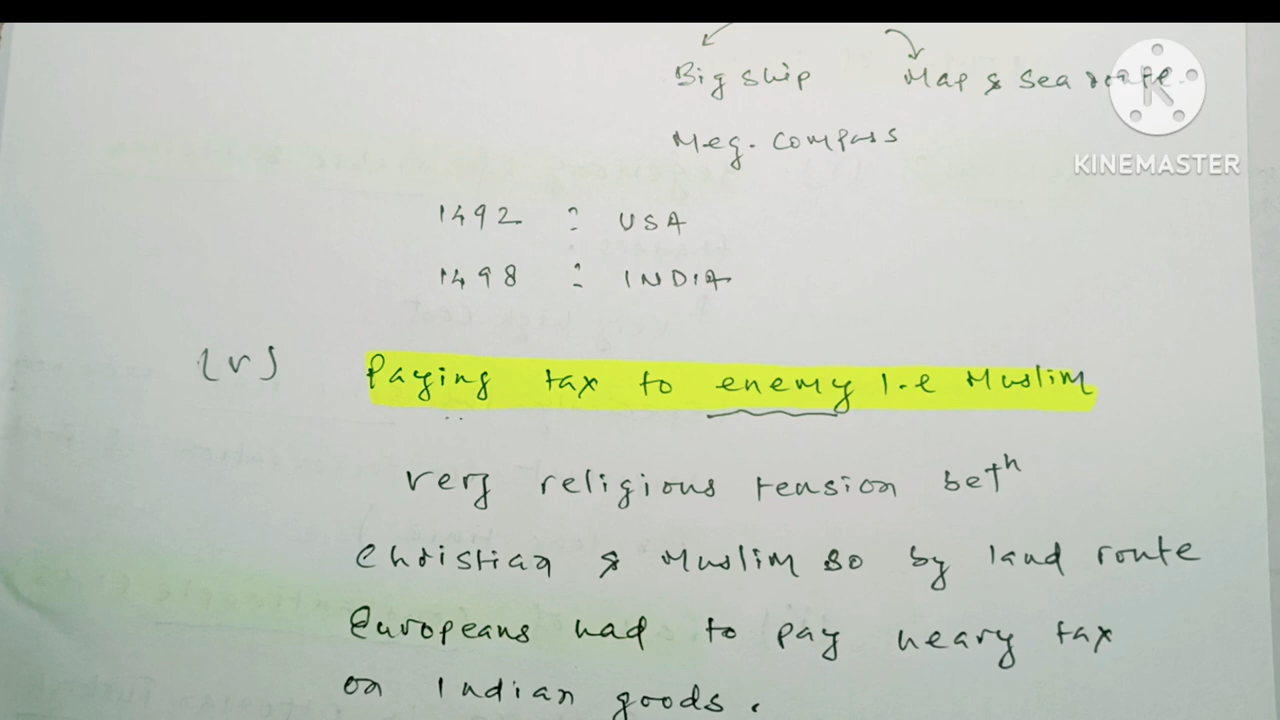 Big ship Map & Sea route.
Meg. Compass
KINEMASTER
1492 : USA
1498 : INDIA
(v) Paying tax to enemy i.e Muslim
very religious tension betn
Christian & Muslim so by land route
Europeans had to pay heavy tax
on Indian goods.